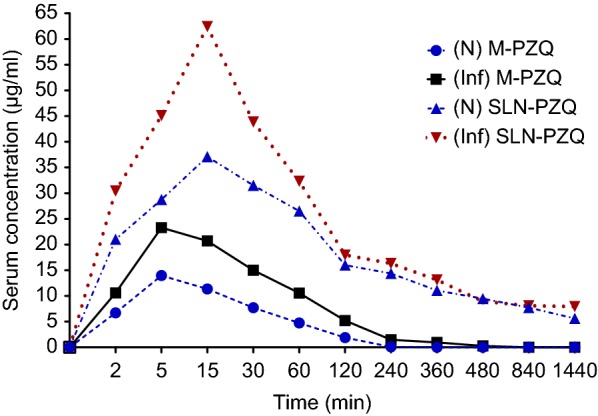 65
60
55
50
45
40
35
30
25
20
15
10
5
0
Serum concentration (µg/ml)
(N) M-PZQ
(Inf) M-PZQ
(N) SLN-PZQ
(Inf) SLN-PZQ
2 5 15 30 60 120 240 360 480 840 1440
Time (min)